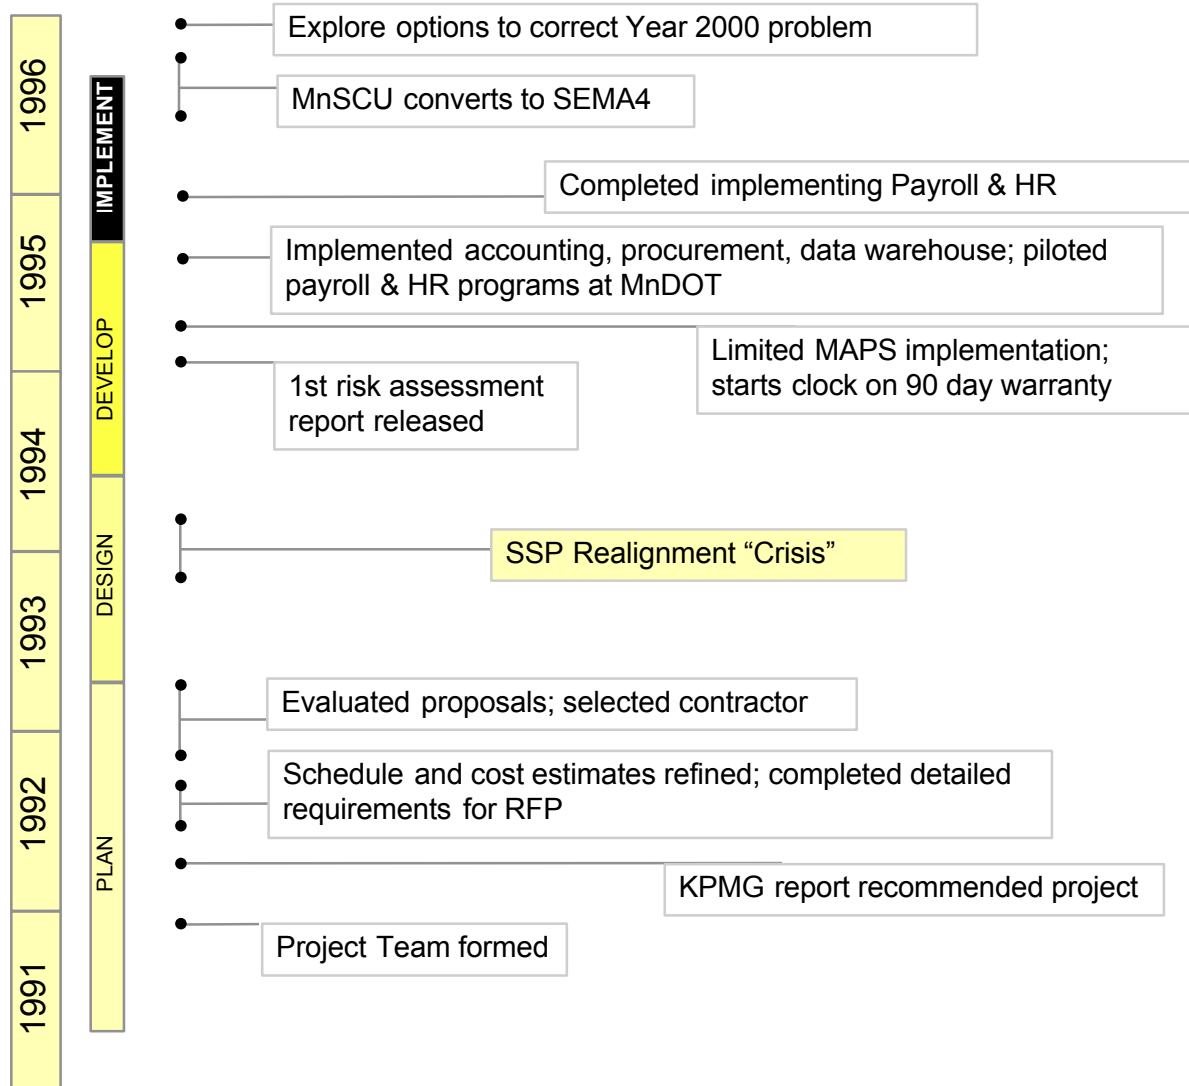 1996
1995
1994
1993
1992
1991
IMPLEMENT
DEVELOP
DESIGN
PLAN
Explore options to correct Year 2000 problem
MnSCU converts to SEMA4
Completed implementing Payroll & HR
Implemented accounting, procurement, data warehouse; piloted
payroll & HR programs at MnDOT
Limited MAPS implementation;
starts clock on 90 day warranty
1st risk assessment
report released
SSP Realignment “Crisis”
Evaluated proposals; selected contractor
Schedule and cost estimates refined; completed detailed
requirements for RFP
KPMG report recommended project
Project Team formed